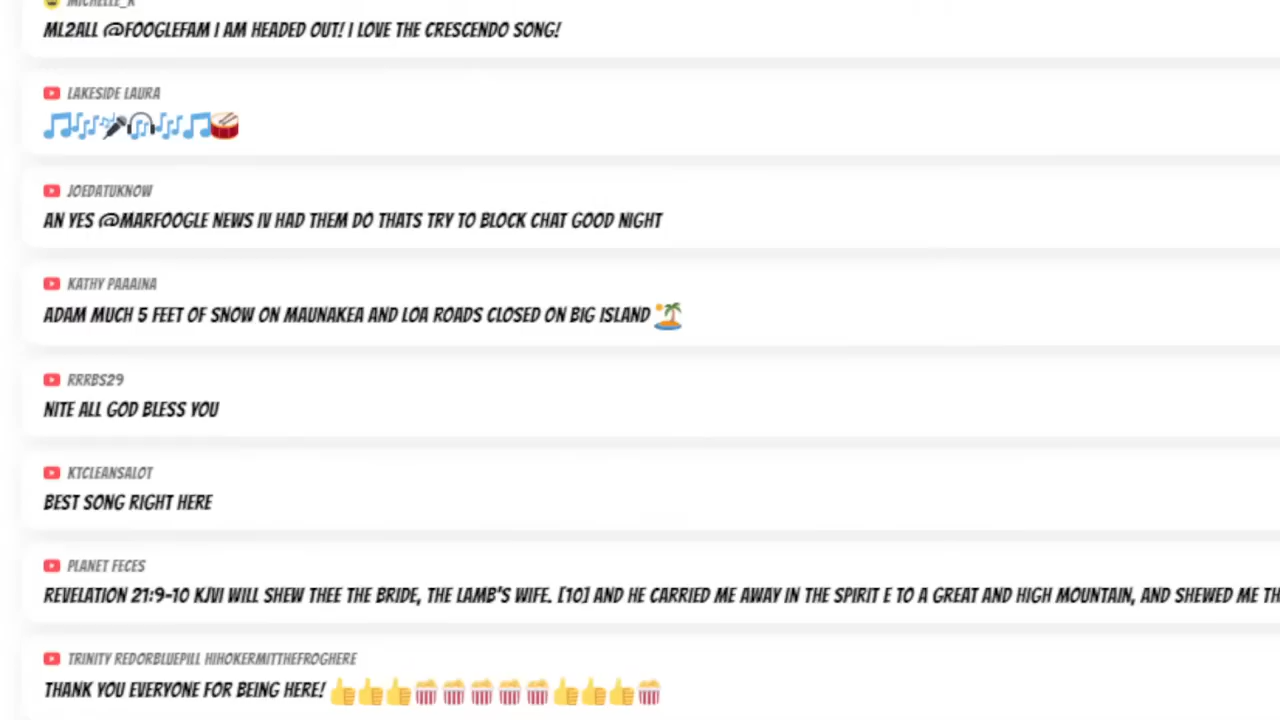 MICHELLE_R
ML2ALL @FOOGLEFAM I AM HEADED OUT! I LOVE THE CRESCENDO SONG!
LAKESIDE LAURA
🎵🎶🎤🎧🎶🎵🥁
JOEDATUKNOW
AN YES @MARFOOGLE NEWS IV HAD THEM DO THATS TRY TO BLOCK CHAT GOOD NIGHT
KATHY PAAAINA
ADAM MUCH 5 FEET OF SNOW ON MAUNAKEA AND LOA ROADS CLOSED ON BIG ISLAND 🏝️
RRRBS29
NITE ALL GOD BLESS YOU
KTCLEANSALOT
BEST SONG RIGHT HERE
PLANET FECES
REVELATION 21:9-10 KJVI WILL SHEW THEE THE BRIDE, THE LAMB'S WIFE. [10] AND HE CARRIED ME AWAY IN THE SPIRIT E TO A GREAT AND HIGH MOUNTAIN, AND SHEWED ME TH
TRINITY REDORBLUEPILL HIHOKERMITTHEFROGHERE
THANK YOU EVERYONE FOR BEING HERE! 👍👍👍🍿🍿🍿🍿🍿👍👍👍🍿